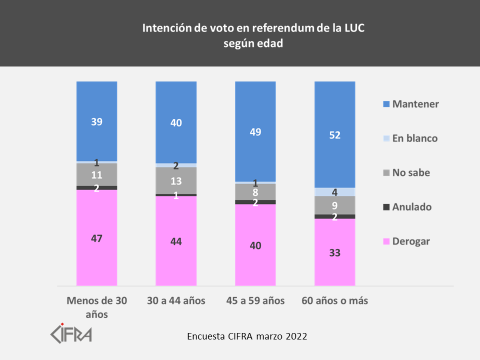 Intención de voto en referendum de la LUC
según edad
39
40
49
52
1
2
1
4
11
13
8
9
2
1
2
2
47
44
40
33
Mantener
En blanco
No sabe
Anulado
Derogar
Menos de 30
años
30 a 44 años
45 a 59 años
60 años o más
CIFRA
Encuesta CIFRA marzo 2022